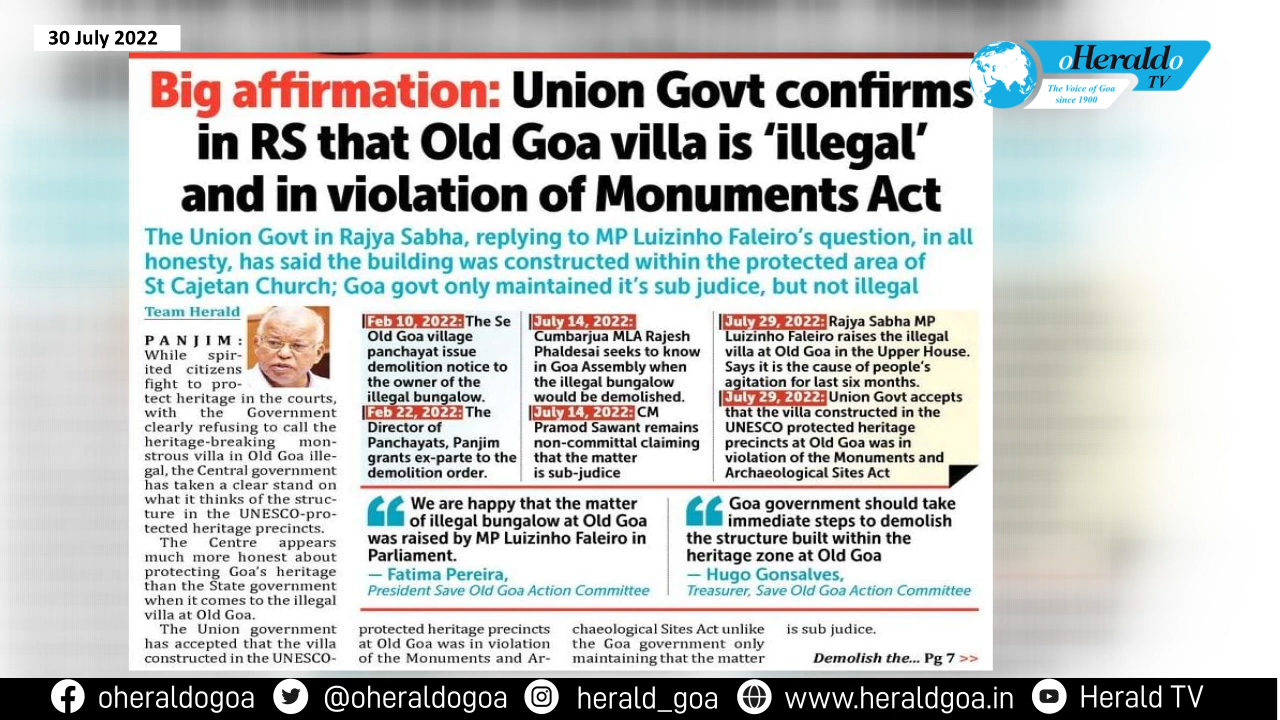 30 July 2022
oHeraldo
TV
The Voice of Goa
since 1900
Big affirmation: Union Govt confirms
in RS that Old Goa villa is ‘illegal’
and in violation of Monuments Act
The Union Govt in Rajya Sabha, replying to MP Luizinho Faleiro’s question, in all
honesty, has said the building was constructed within the protected area of
St Cajetan Church; Goa govt only maintained it’s sub judice, but not illegal
Team Herald
PANJIM:
While spir-
ited citizens
fight to pro-
tect heritage in the courts,
with the Government
clearly refusing to call the
heritage-breaking mon-
strous villa in Old Goa ille-
gal, the Central government
has taken a clear stand on
what it thinks of the struc-
ture in the UNESCO-pro-
tected heritage precincts.
The Centre appears
much more honest about
protecting Goa’s heritage
than the State government
when it comes to the illegal
villa at Old Goa.
The Union government
has accepted that the villa
constructed in the UNESCO-
Feb 10, 2022: The Se
Old Goa village
panchayat issue
demolition notice to
the owner of the
illegal bungalow.
Feb 22, 2022: The
Director of
Panchayats, Panjim
grants ex-parte to the
demolition order.
July 14, 2022:
Cumbarjua MLA Rajesh
Phaldesai seeks to know
in Goa Assembly when
the illegal bungalow
would be demolished.
July 14, 2022: CM
Pramod Sawant remains
non-committal claiming
that the matter
is sub-judice
July 29, 2022: Rajya Sabha MP
Luizinho Faleiro raises the illegal
villa at Old Goa in the Upper House.
Says it is the cause of people’s
agitation for last six months.
July 29, 2022: Union Govt accepts
that the villa constructed in the
UNESCO protected heritage
precincts at Old Goa was in
violation of the Monuments and
Archaeological Sites Act
“ We are happy that the matter
of illegal bungalow at Old Goa
was raised by MP Luizinho Faleiro in
Parliament.
— Fatima Pereira,
President Save Old Goa Action Committee
“ Goa government should take
immediate steps to demolish
the structure built within the
heritage zone at Old Goa
— Hugo Gonsalves,
Treasurer, Save Old Goa Action Committee
protected heritage precincts
at Old Goa was in violation
of the Monuments and Ar-
chaeological Sites Act unlike
the Goa government only
maintaining that the matter
is sub judice.
Demolish the... Pg 7 >>
oheraldogoa
@oheraldogoa
herald_goa
www.heraldgoa.in
Herald TV